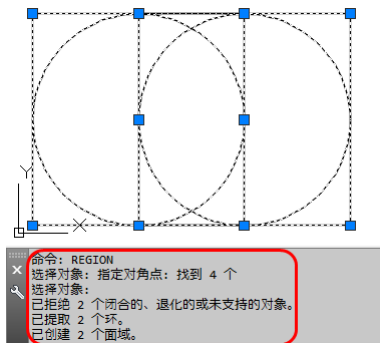 Y
X
命令: REGION
选择对象: 指定对角点: 找到 4 个
选择对象:
已拒绝 2 个闭合的、退化的或未支持的对象。
已提取 2 个环。
已创建 2 个面域。